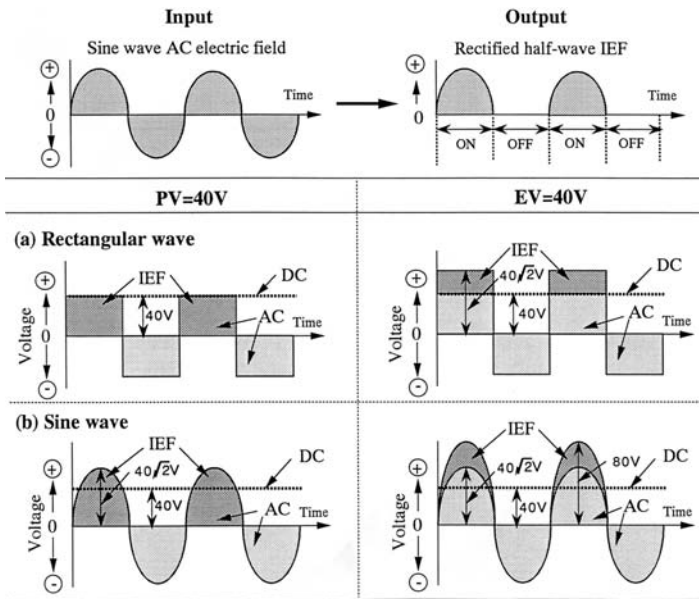 Input
Output
Sine wave AC electric field
Rectified half-wave IEF
+
0
-
Time
+
0
Time
ON
OFF
ON
OFF
PV=40V
EV=40V
(a) Rectangular wave
Voltage
+
0
-
IEF
DC
40V
AC
Time
Voltage
+
0
-
IEF
40√2V
DC
40V
AC
Time
(b) Sine wave
Voltage
+
0
-
IEF
40√2V
DC
40V
AC
Time
Voltage
+
0
-
IEF
40√2V
80V
DC
40V
AC
Time